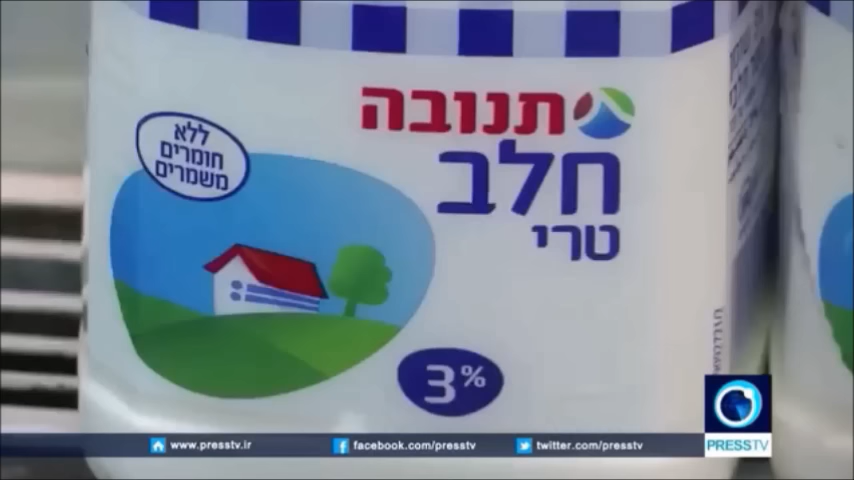 תנובה
חלב
טרי
ללא
חומרים
משמרים
3%
PRESSTV
www.presstv.ir
facebook.com/presstv
twitter.com/presstv